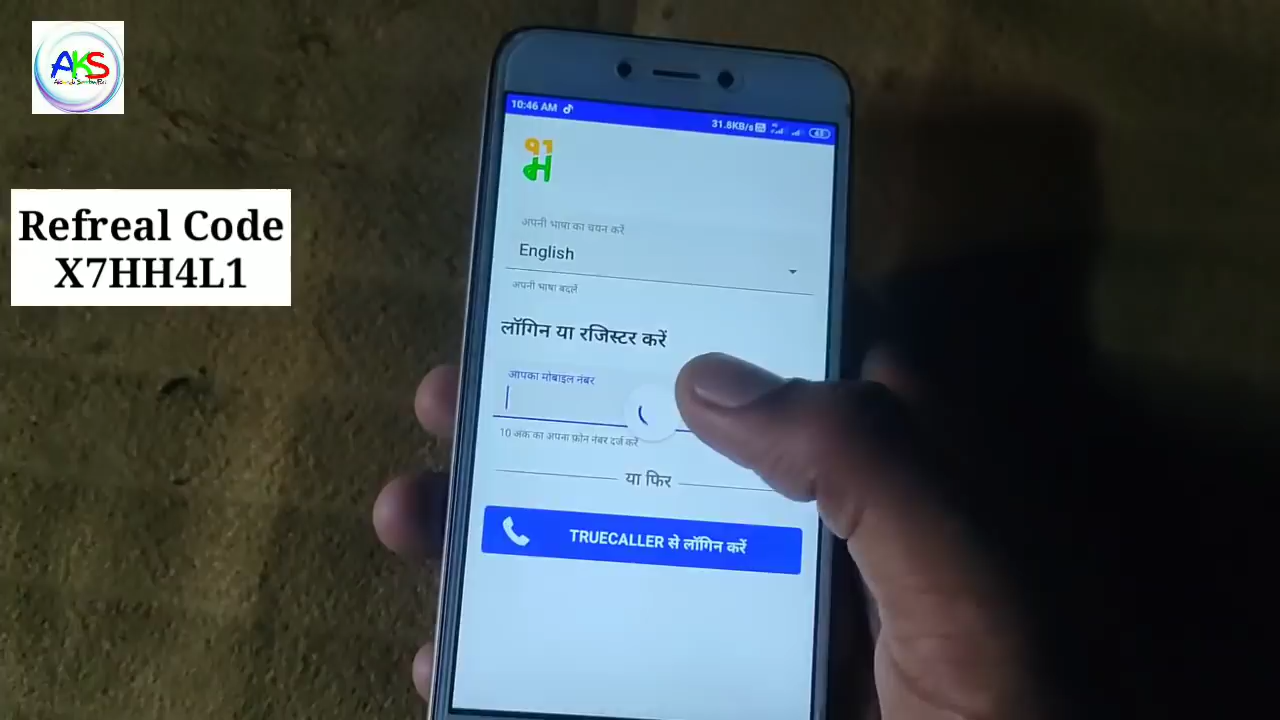 AKS
Refreal Code
X7HH4L1
10:46 AM
31.8KB/s
63
भा
म
अपनी भाषा का चयन करें
English
अपनी भाषा बदलें
लॉगिन या रजिस्टर करें
आपका मोबाइल नंबर
10 अंक का अपना फ़ोन नंबर दर्ज करें
या फिर
TRUECALLER से लॉगिन करें